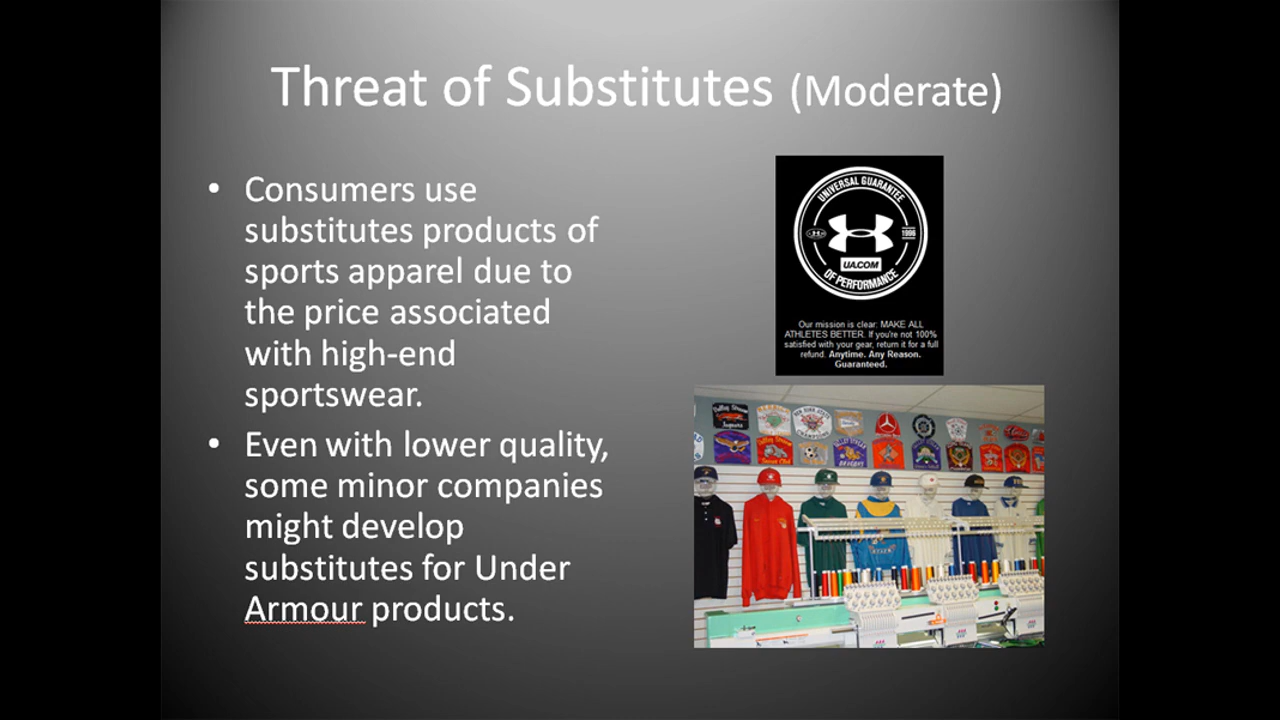 Threat of Substitutes (Moderate)
• Consumers use
substitutes products of
sports apparel due to
the price associated
with high-end
sportswear.
• Even with lower quality,
some minor companies
might develop
substitutes for Under
Armour products.
UNIVERSAL GUARANTEE
1996
UA.COM
OF PERFORMANCE
Our mission is clear: MAKE ALL
ATHLETES BETTER. If you're not 100%
satisfied with your gear, return it for a full
refund. Anytime. Any Reason.
Guaranteed.